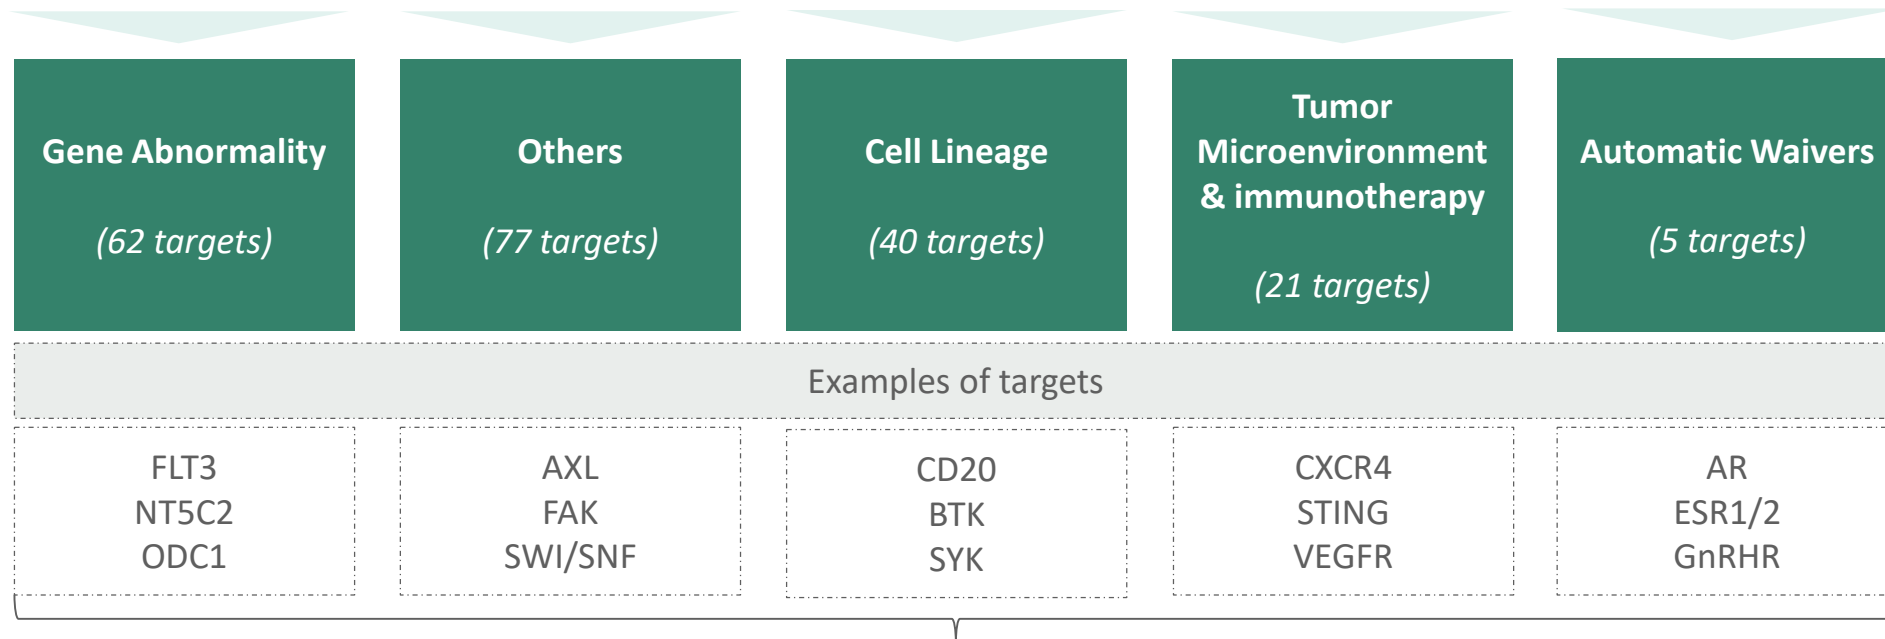 Gene Abnormality
(62 targets)
Others
(77 targets)
Cell Lineage
(40 targets)
Tumor
Microenvironment
& immunotherapy
(21 targets)
Automatic Waivers
(5 targets)
Examples of targets
FLT3
NT5C2
ODC1
AXL
FAK
SWI/SNF
CD20
BTK
SYK
CXCR4
STING
VEGFR
AR
ESR1/2
GnRHR